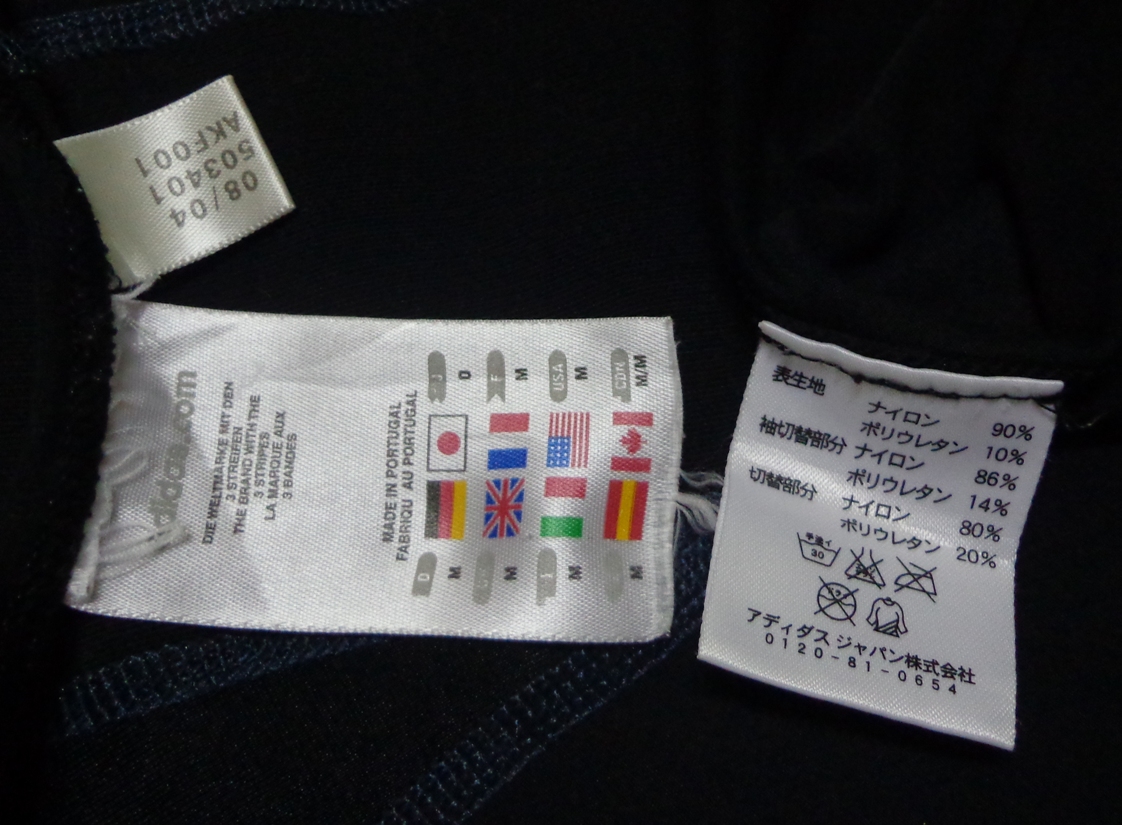 08/04
503401
AKF001
adidas.com
DIE WELTMARKE MIT DEN
3 STREIFEN
THE BRAND WITH THE
3 STRIPES
LA MARQUE AUX
3 BANDES
MADE IN PORTUGAL
FABRIQU AU PORTUGAL
J O
F M
USA M
CDN M/M
D M
M
I M
M
表生地
ナイロン 90%
ポリウレタン 10%
袖切替部分
ナイロン 86%
ポリウレタン 14%
切替部分
ナイロン 80%
ポリウレタン 20%
手洗イ
30
アディダス ジャパン株式会社
0120-81-0654